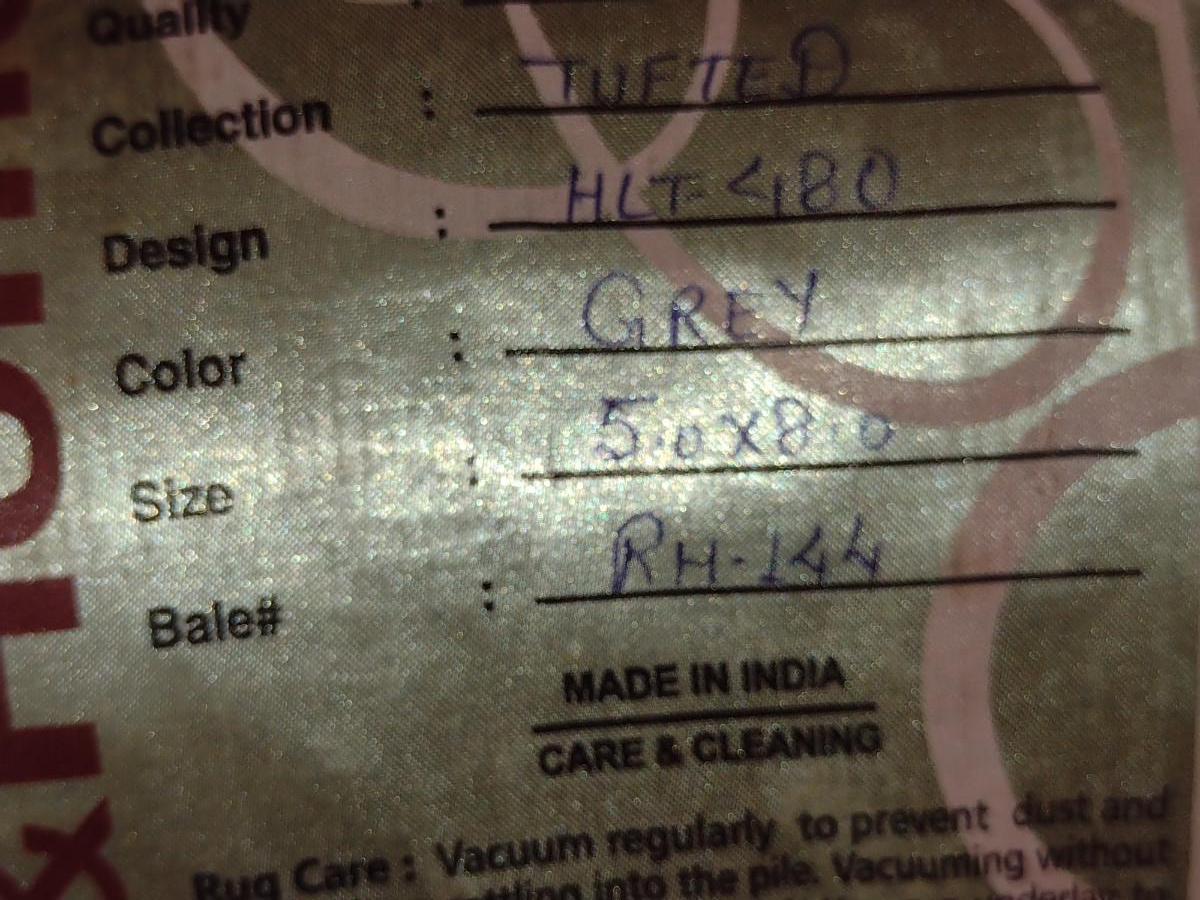 Quality
Collection : TUFTED
Design : HLT-480
Color : GREY
Size : 5.0x8.0
Bale# : RH-144
MADE IN INDIA
CARE & CLEANING
Rug Care : Vacuum regularly to prevent dust and
into the pile. Vacuuming without